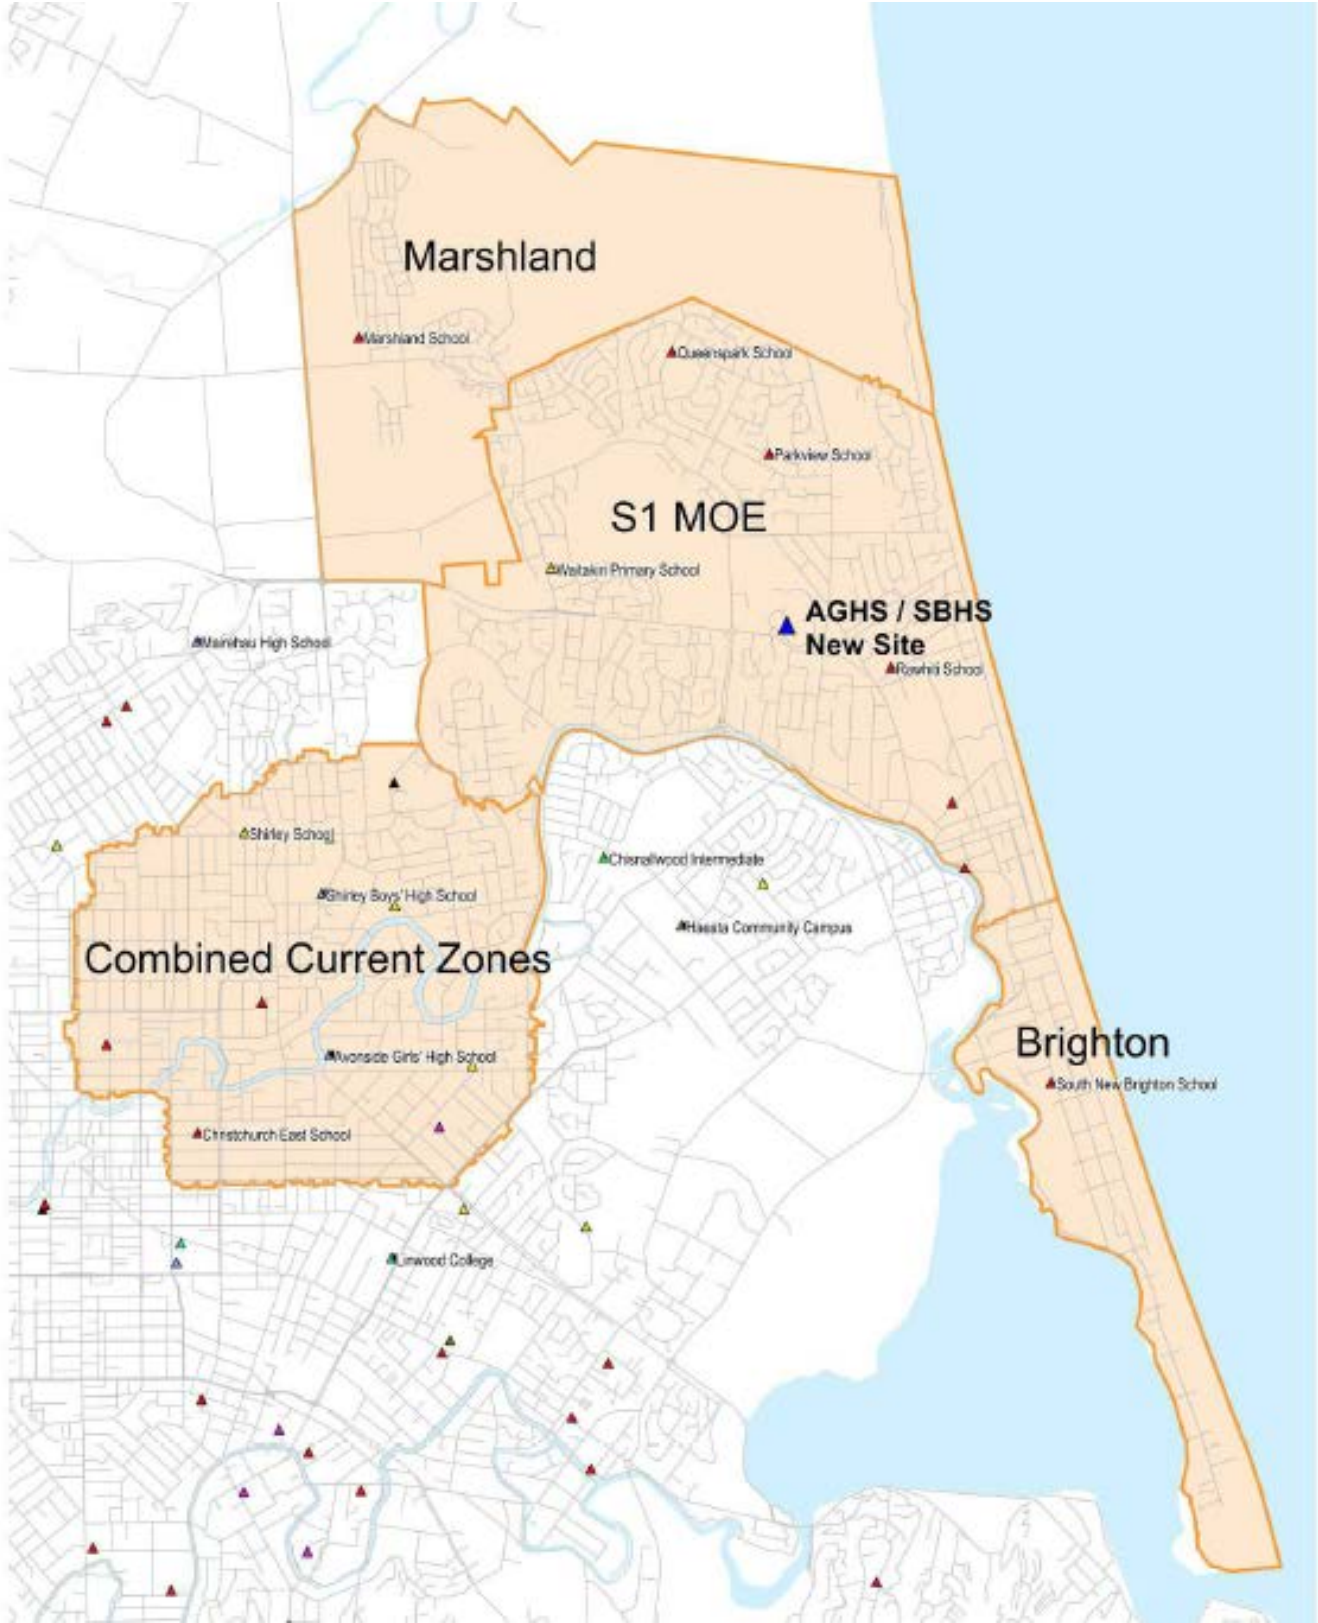 Marshland
Marshland School
Queenspark School
Parkview School
S1 MOE
Waitakiri Primary School
AGHS / SBHS
New Site
Mairehau High School
Rawhiti School
Shirley School
Chisnallwood Intermediate
Shirley Boys' High School
Haeata Community Campus
Combined Current Zones
Brighton
Avonside Girls' High School
South New Brighton School
Christchurch East School
Linwood College